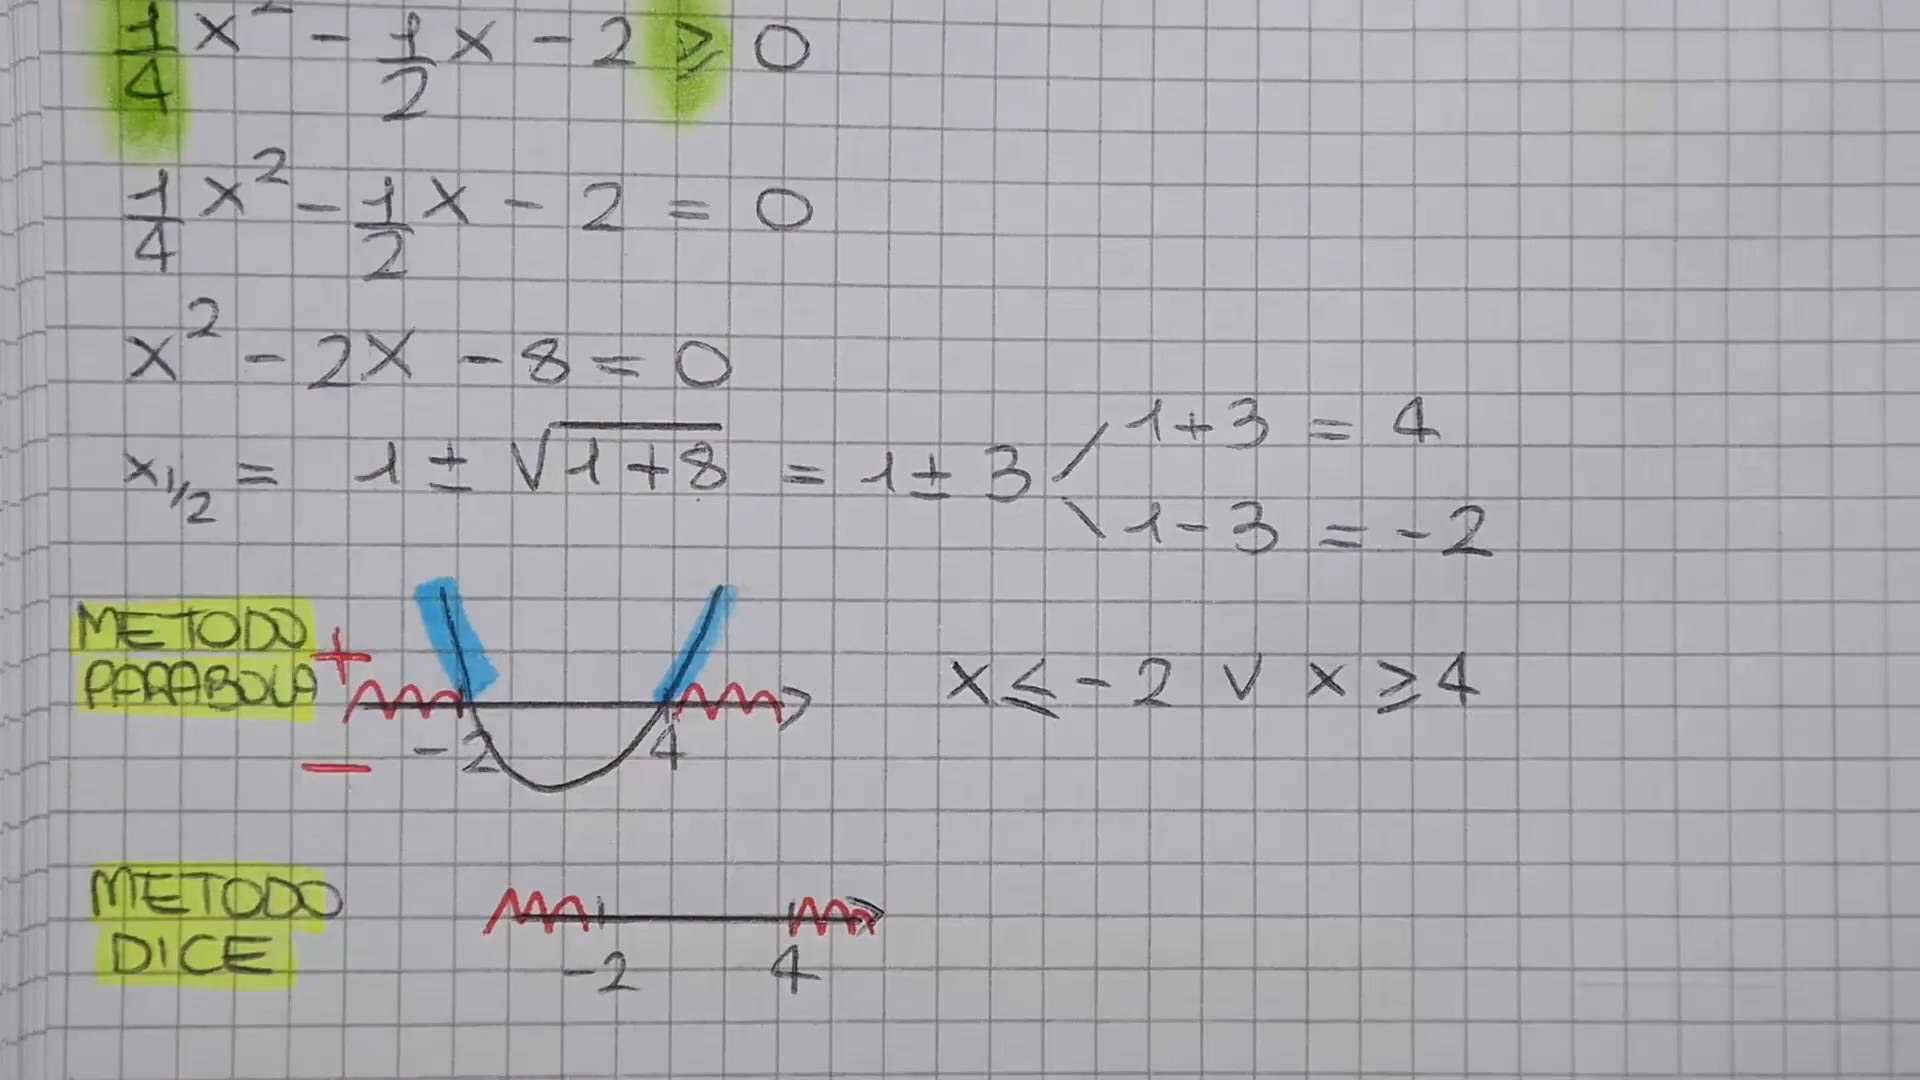 1/4 x² - 1/2 x - 2 ≥ 0
1/4 x² - 1/2 x - 2 = 0
x² - 2x - 8 = 0
x1/2 = 1 ± √1+8 = 1 ± 3
1+3 = 4
1-3 = -2
METODO
PARABOLA
+
-
-2 4
x ≤ -2 ∨ x ≥ 4
METODO
DICE
-2 4